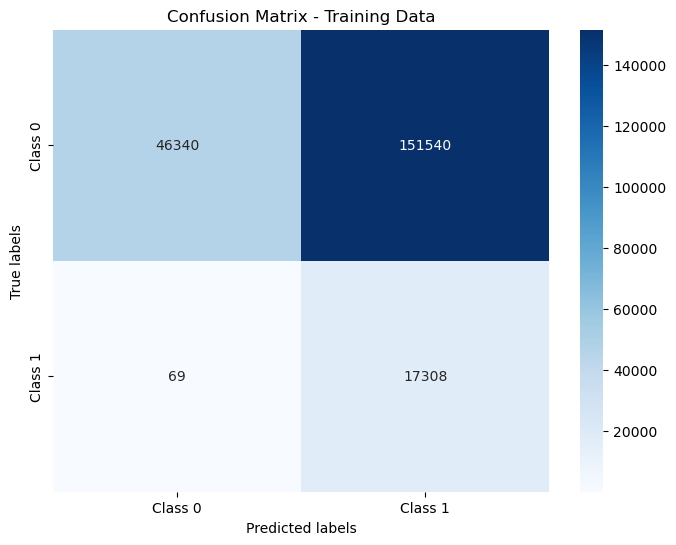 Confusion Matrix - Training Data
Class 0
46340
151540
Class 1
69
17308
True labels
Class 0
Class 1
Predicted labels
140000
120000
100000
80000
60000
40000
20000